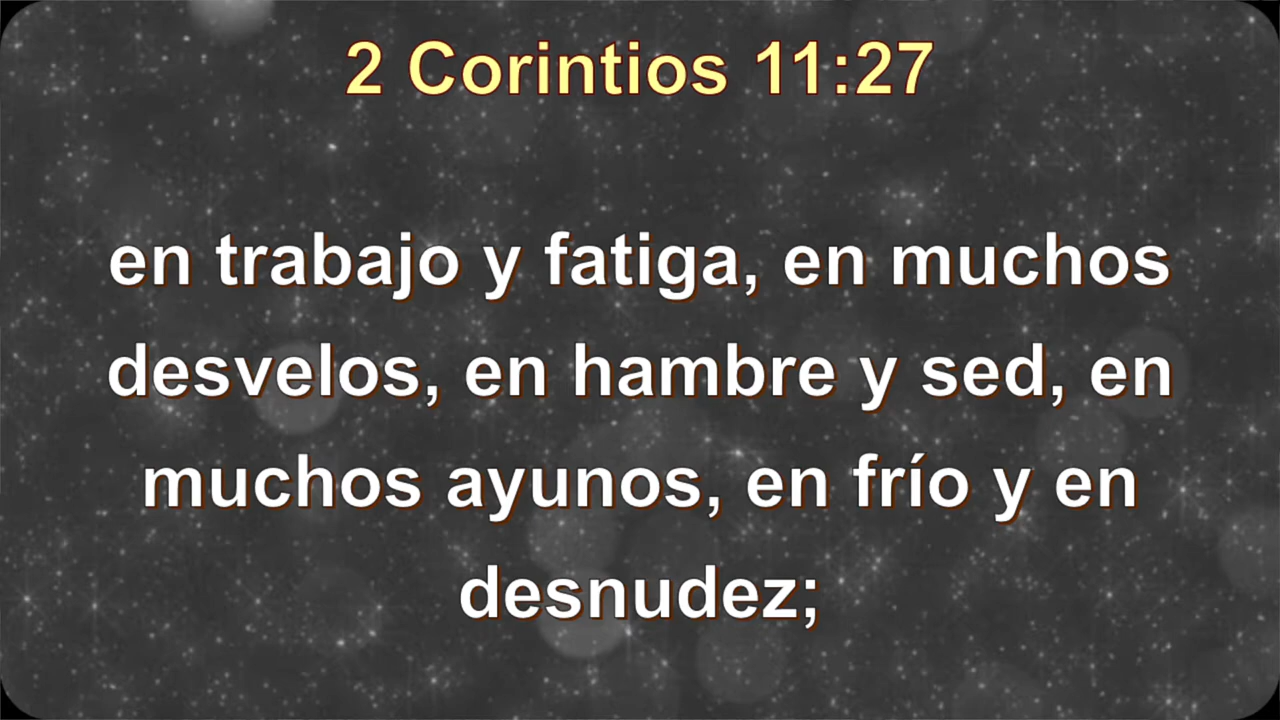 2 Corintios 11:27
en trabajo y fatiga, en muchos
desvelos, en hambre y sed, en
muchos ayunos, en frío y en
desnudez;